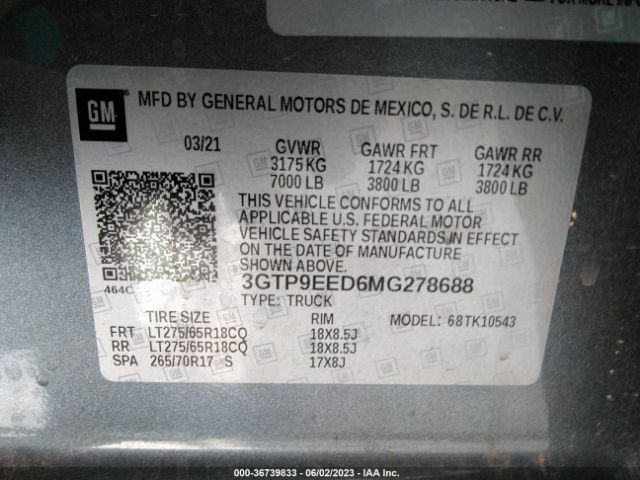 FOR MORE INFO
GM
MFD BY GENERAL MOTORS DE MEXICO, S. DE R.L. DE C.V.
03/21 GVWR GAWR FRT GAWR RR
3175 KG 1724 KG 1724 KG
7000 LB 3800 LB 3800 LB
THIS VEHICLE CONFORMS TO ALL
APPLICABLE U.S. FEDERAL MOTOR
VEHICLE SAFETY STANDARDS IN EFFECT
ON THE DATE OF MANUFACTURE
SHOWN ABOVE.
464C
3GTP9EED6MG278688
TYPE: TRUCK
TIRE SIZE RIM MODEL: 68TK10543
FRT LT275/65R18CQ 18X8.5J
RR LT275/65R18CQ 18X8.5J
SPA 265/70R17 S 17X8J
000-36739833 - 06/02/2023 - IAA Inc.